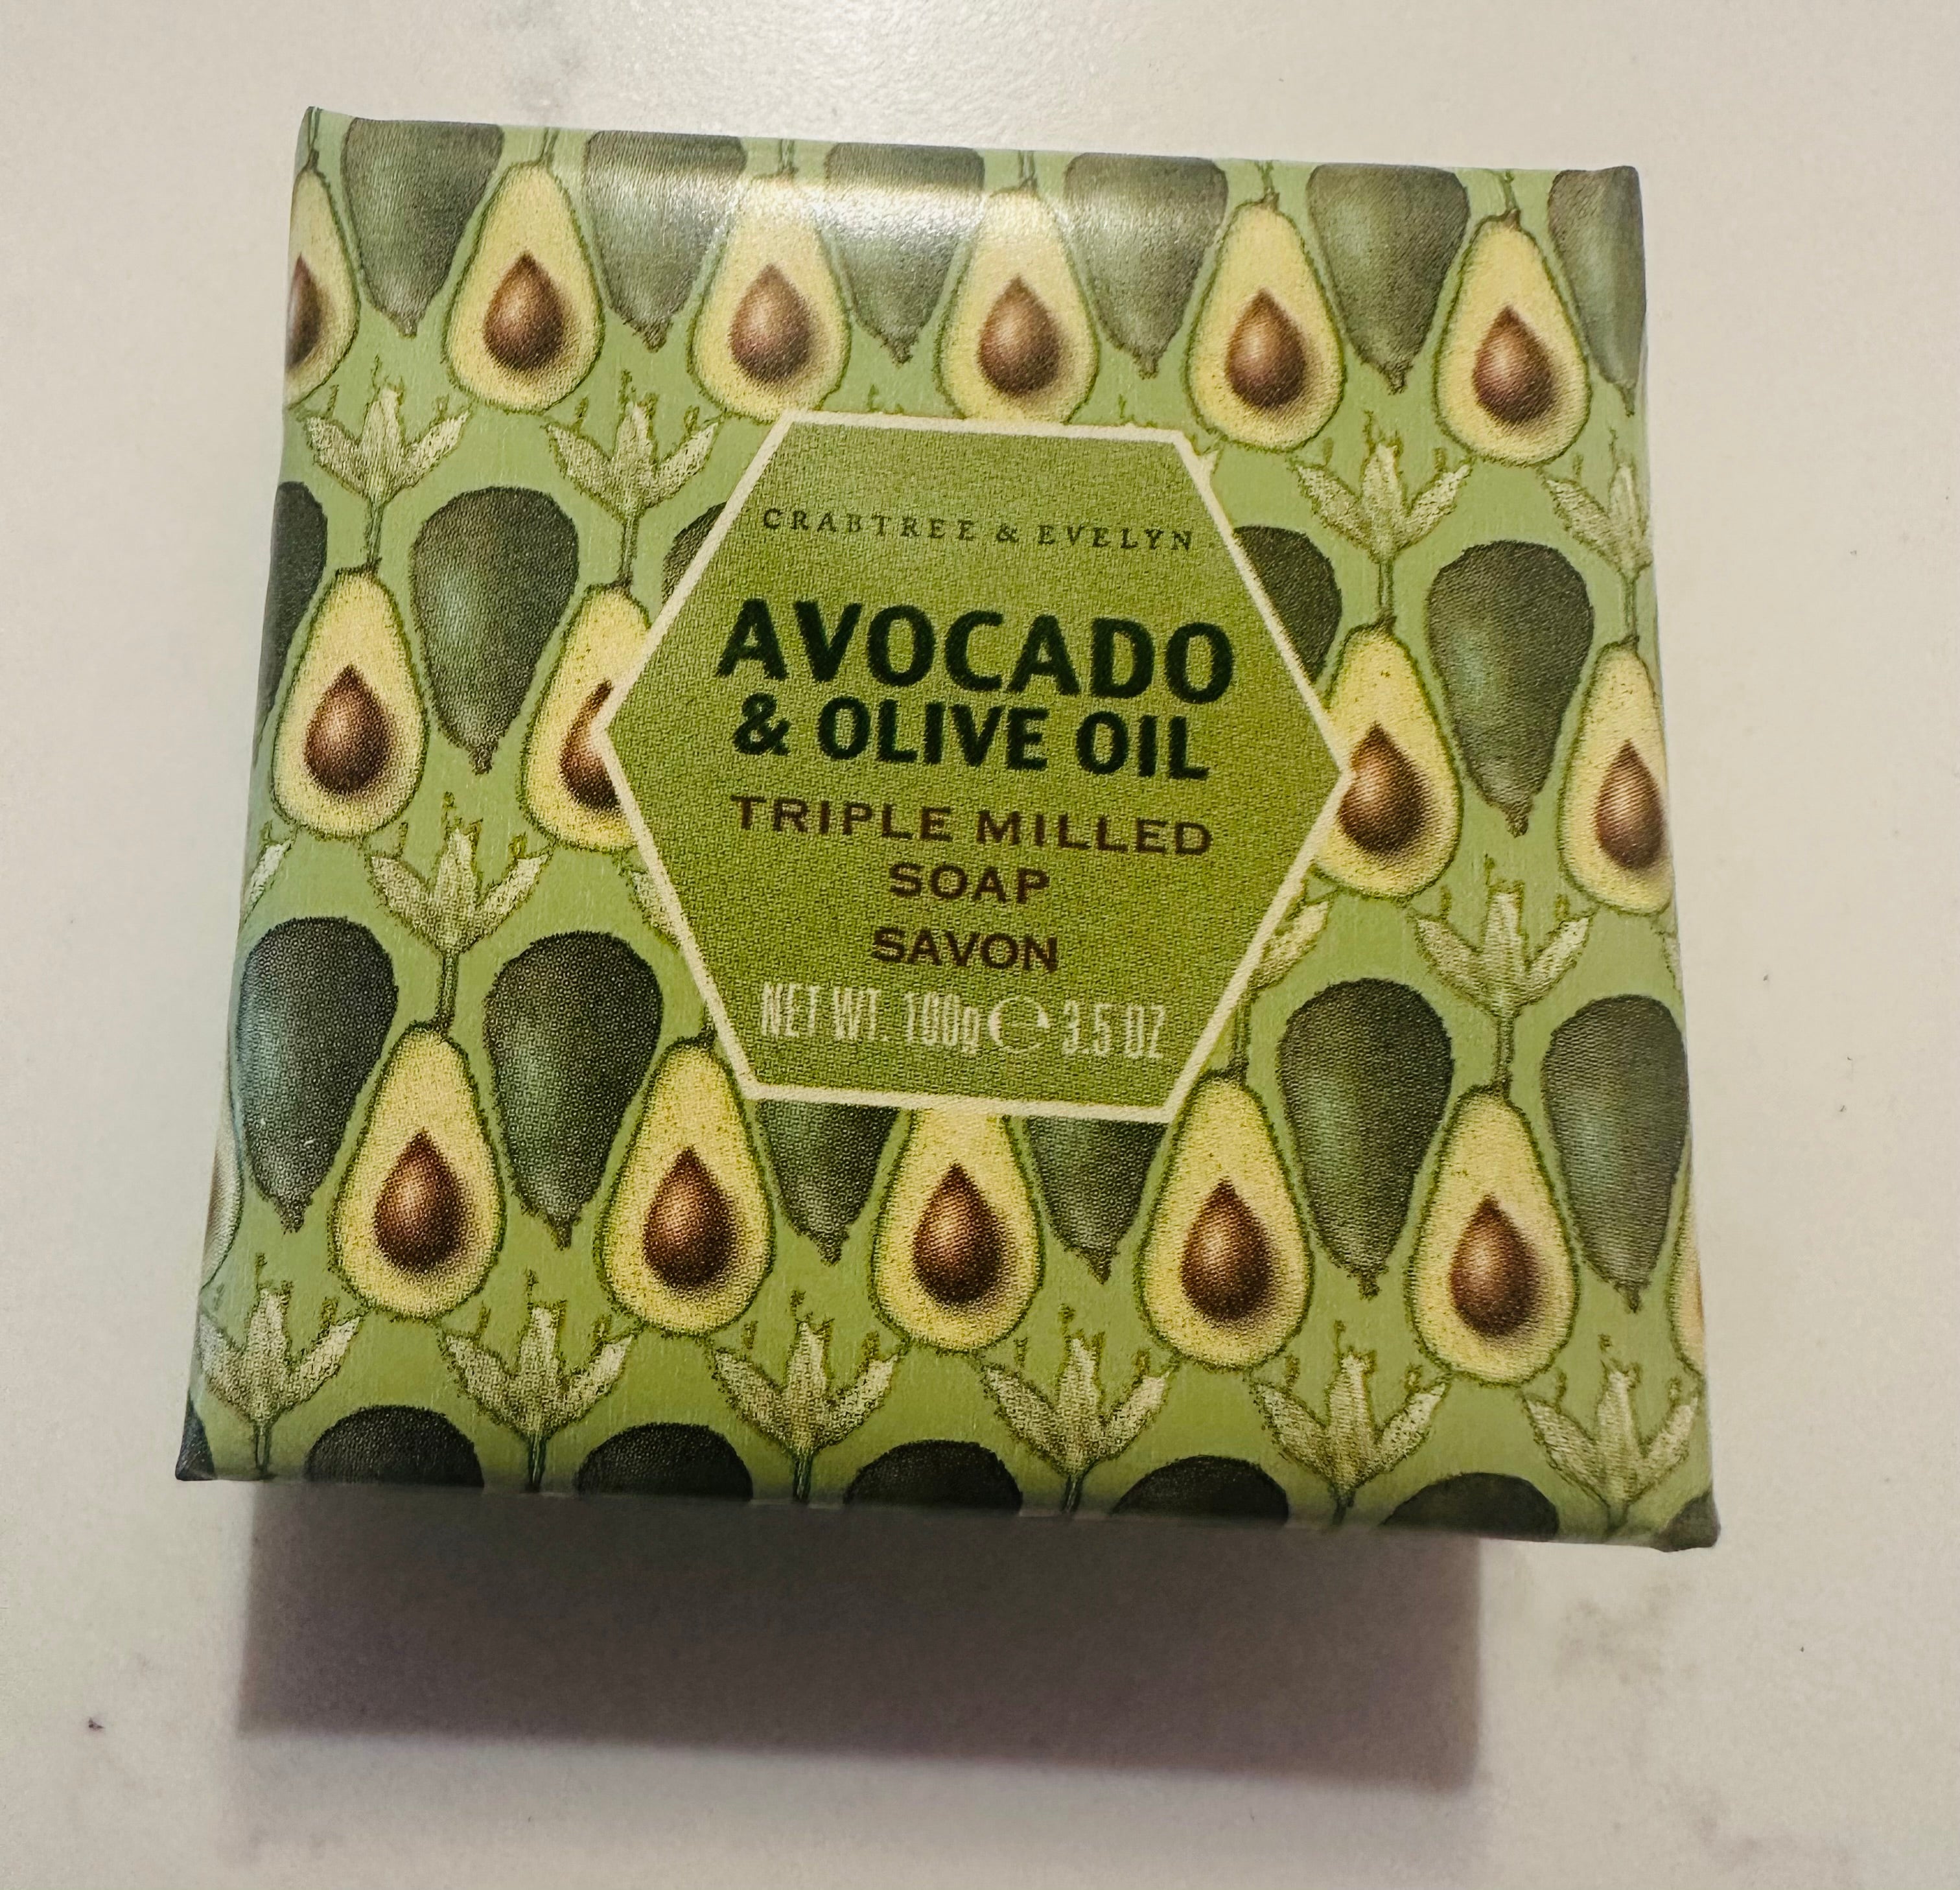 CRABTREE & EVELYN
AVOCADO
& OLIVE OIL
TRIPLE MILLED
SOAP
SAVON
NET WT. 100g ℮ 3.5 OZ